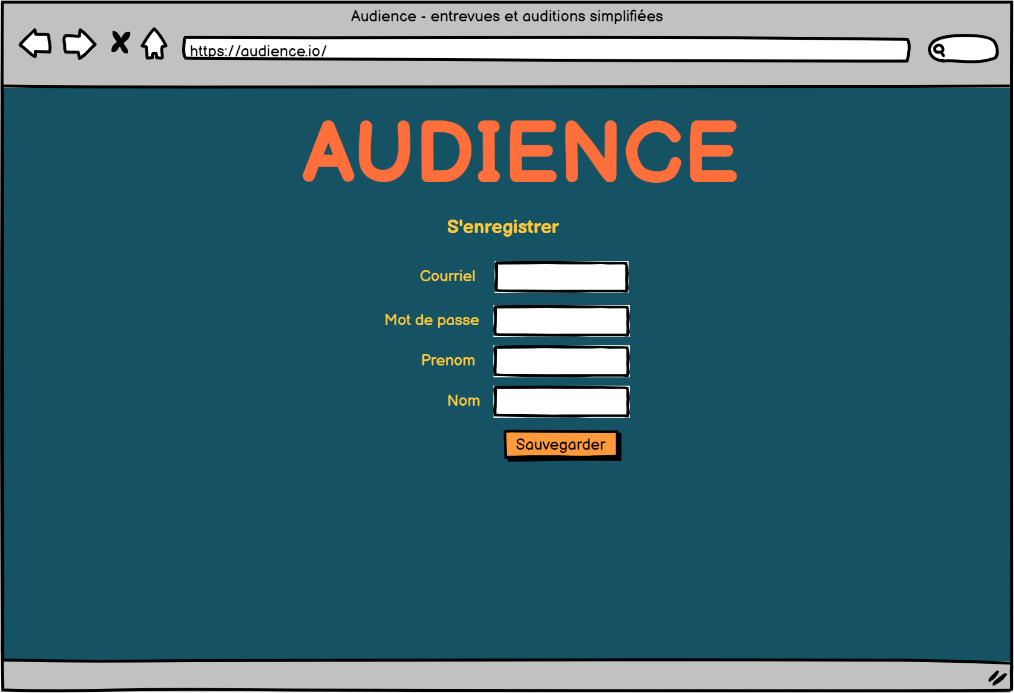 Audience - entrevues et auditions simplifiées
https://audience.io/
AUDIENCE
S'enregistrer
Courriel
Mot de passe
Prenom
Nom
Sauvegarder